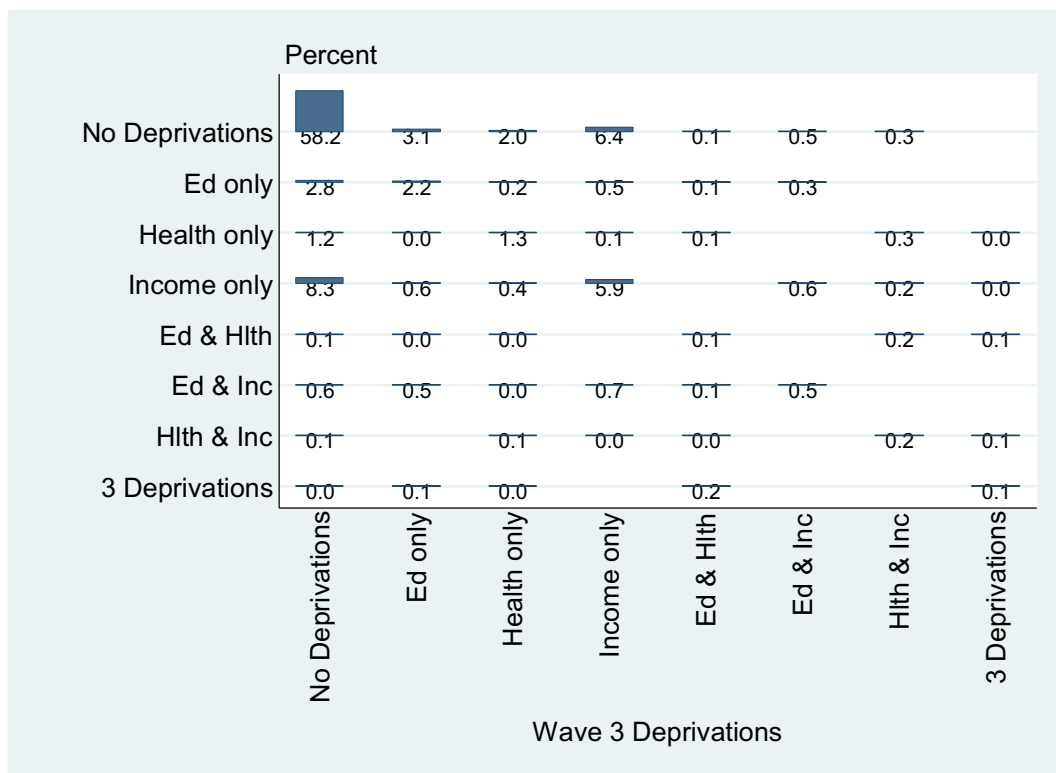 Percent
No Deprivations 58.2 3.1 2.0 6.4 0.1 0.5 0.3
Ed only 2.8 2.2 0.2 0.5 0.1 0.3
Health only 1.2 0.0 1.3 0.1 0.1 0.3 0.0
Income only 8.3 0.6 0.4 5.9 0.6 0.2 0.0
Ed & Hlth 0.1 0.0 0.0 0.1 0.2 0.1
Ed & Inc 0.6 0.5 0.0 0.7 0.1 0.5
Hlth & Inc 0.1 0.1 0.0 0.0 0.2 0.1
3 Deprivations 0.0 0.1 0.0 0.2 0.1
No Deprivations
Ed only
Health only
Income only
Ed & Hlth
Ed & Inc
Hlth & Inc
3 Deprivations
Wave 3 Deprivations